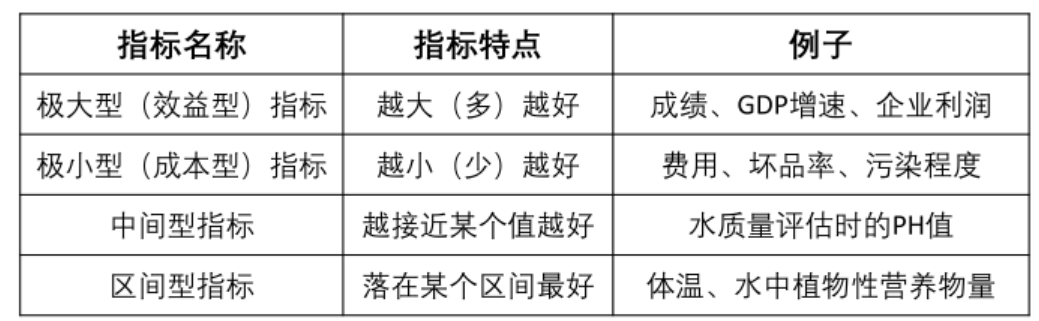 指标名称 指标特点 例子
极大型（效益型）指标 越大（多）越好 成绩、GDP增速、企业利润
极小型（成本型）指标 越小（少）越好 费用、坏品率、污染程度
中间型指标 越接近某个值越好 水质量评估时的PH值
区间型指标 落在某个区间最好 体温、水中植物性营养物量